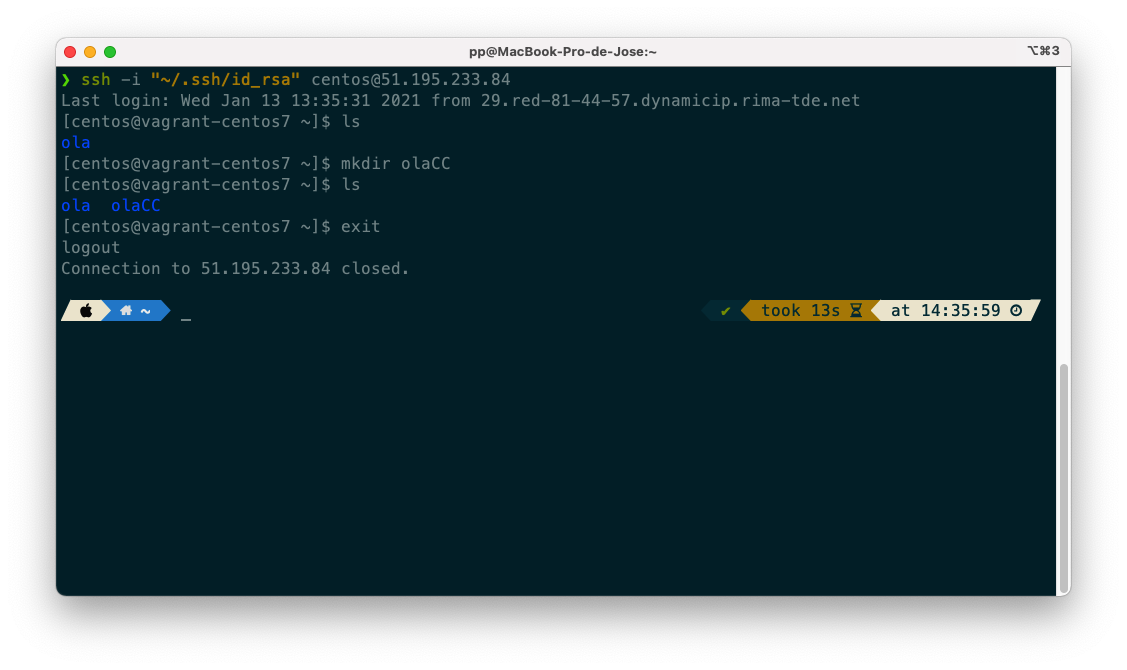 pp@MacBook-Pro-de-Jose:~
⌥⌘3
❯ ssh -i "~/.ssh/id_rsa" centos@51.195.233.84
Last login: Wed Jan 13 13:35:31 2021 from 29.red-81-44-57.dynamicip.rima-tde.net
[centos@vagrant-centos7 ~]$ ls
ola
[centos@vagrant-centos7 ~]$ mkdir olaCC
[centos@vagrant-centos7 ~]$ ls
ola  olaCC
[centos@vagrant-centos7 ~]$ exit
logout
Connection to 51.195.233.84 closed.
~ _ ✔ took 13s at 14:35:59